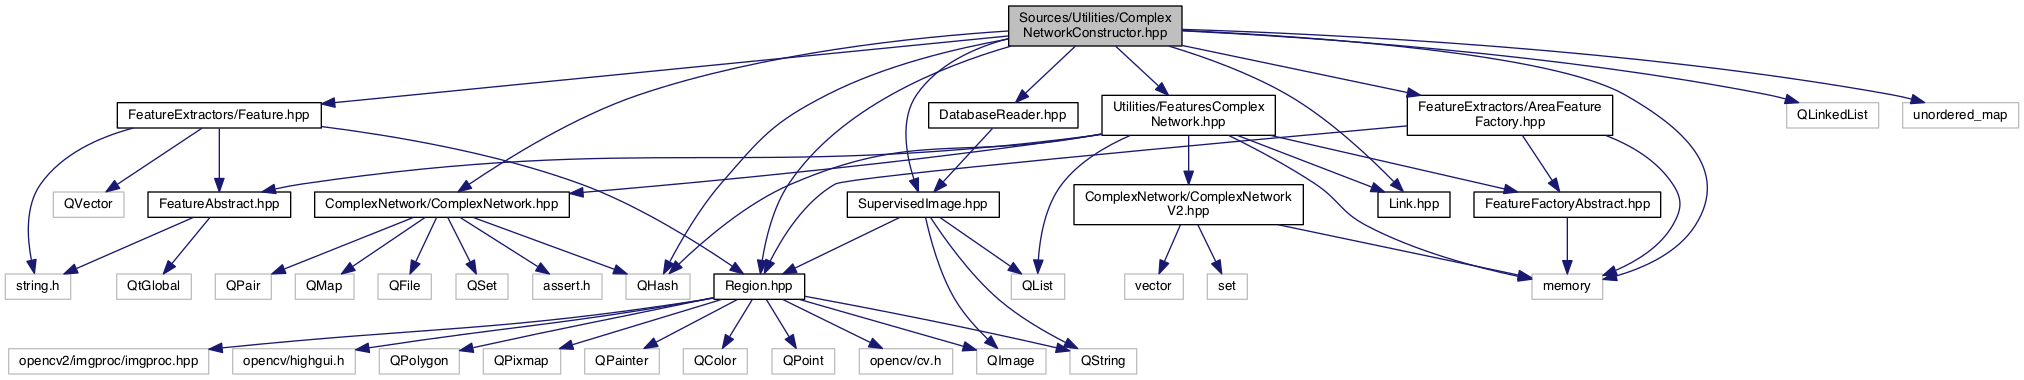 Sources/Utilities/Complex
NetworkConstructor.hpp
FeatureExtractors/Feature.hpp
DatabaseReader.hpp
Utilities/FeaturesComplex
Network.hpp
FeatureExtractors/AreaFeature
Factory.hpp
QLinkedList
unordered_map
QVector
FeatureAbstract.hpp
ComplexNetwork/ComplexNetwork.hpp
SupervisedImage.hpp
ComplexNetwork/ComplexNetwork
V2.hpp
Link.hpp
FeatureFactoryAbstract.hpp
string.h
QtGlobal
QPair
QMap
QFile
QSet
assert.h
QHash
Region.hpp
QList
vector
set
memory
opencv2/imgproc/imgproc.hpp
opencv/highgui.h
QPolygon
QPixmap
QPainter
QColor
QPoint
opencv/cv.h
QImage
QString